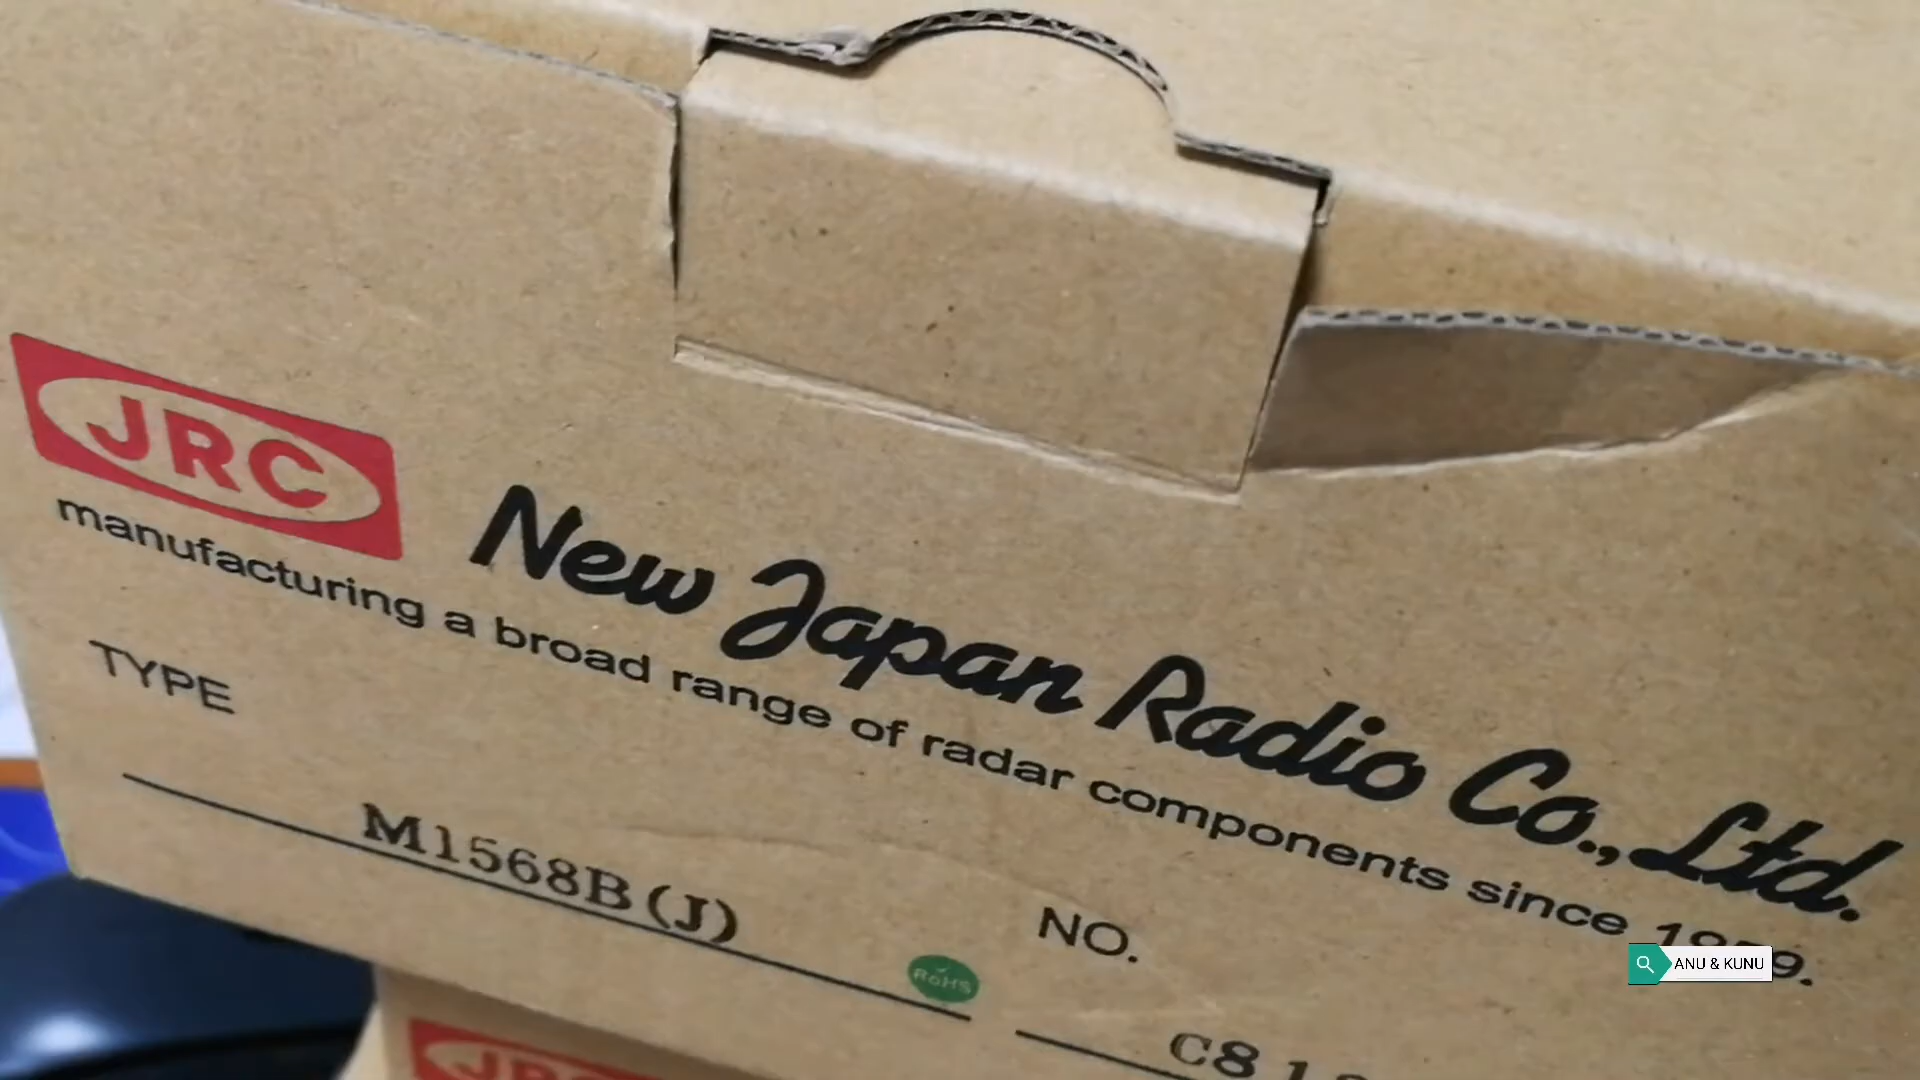 JRC
New Japan Radio Co., Ltd.
manufacturing a broad range of radar components since
TYPE
M1568B(J)
RoHS
NO.
ANU & KUNU
JRC